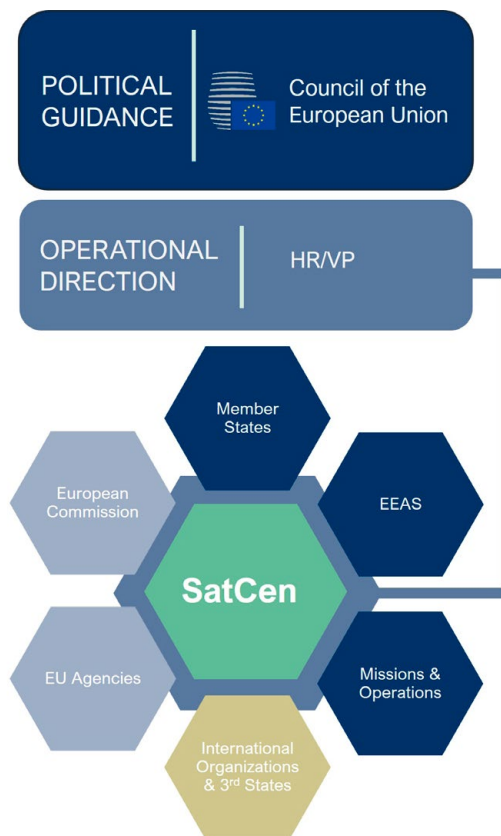 POLITICAL
GUIDANCE
Council of the
European Union
OPERATIONAL
DIRECTION
HR/VP
Member
States
European
Commission
EEAS
SatCen
EU Agencies
Missions &
Operations
International
Organizations
& 3rd States